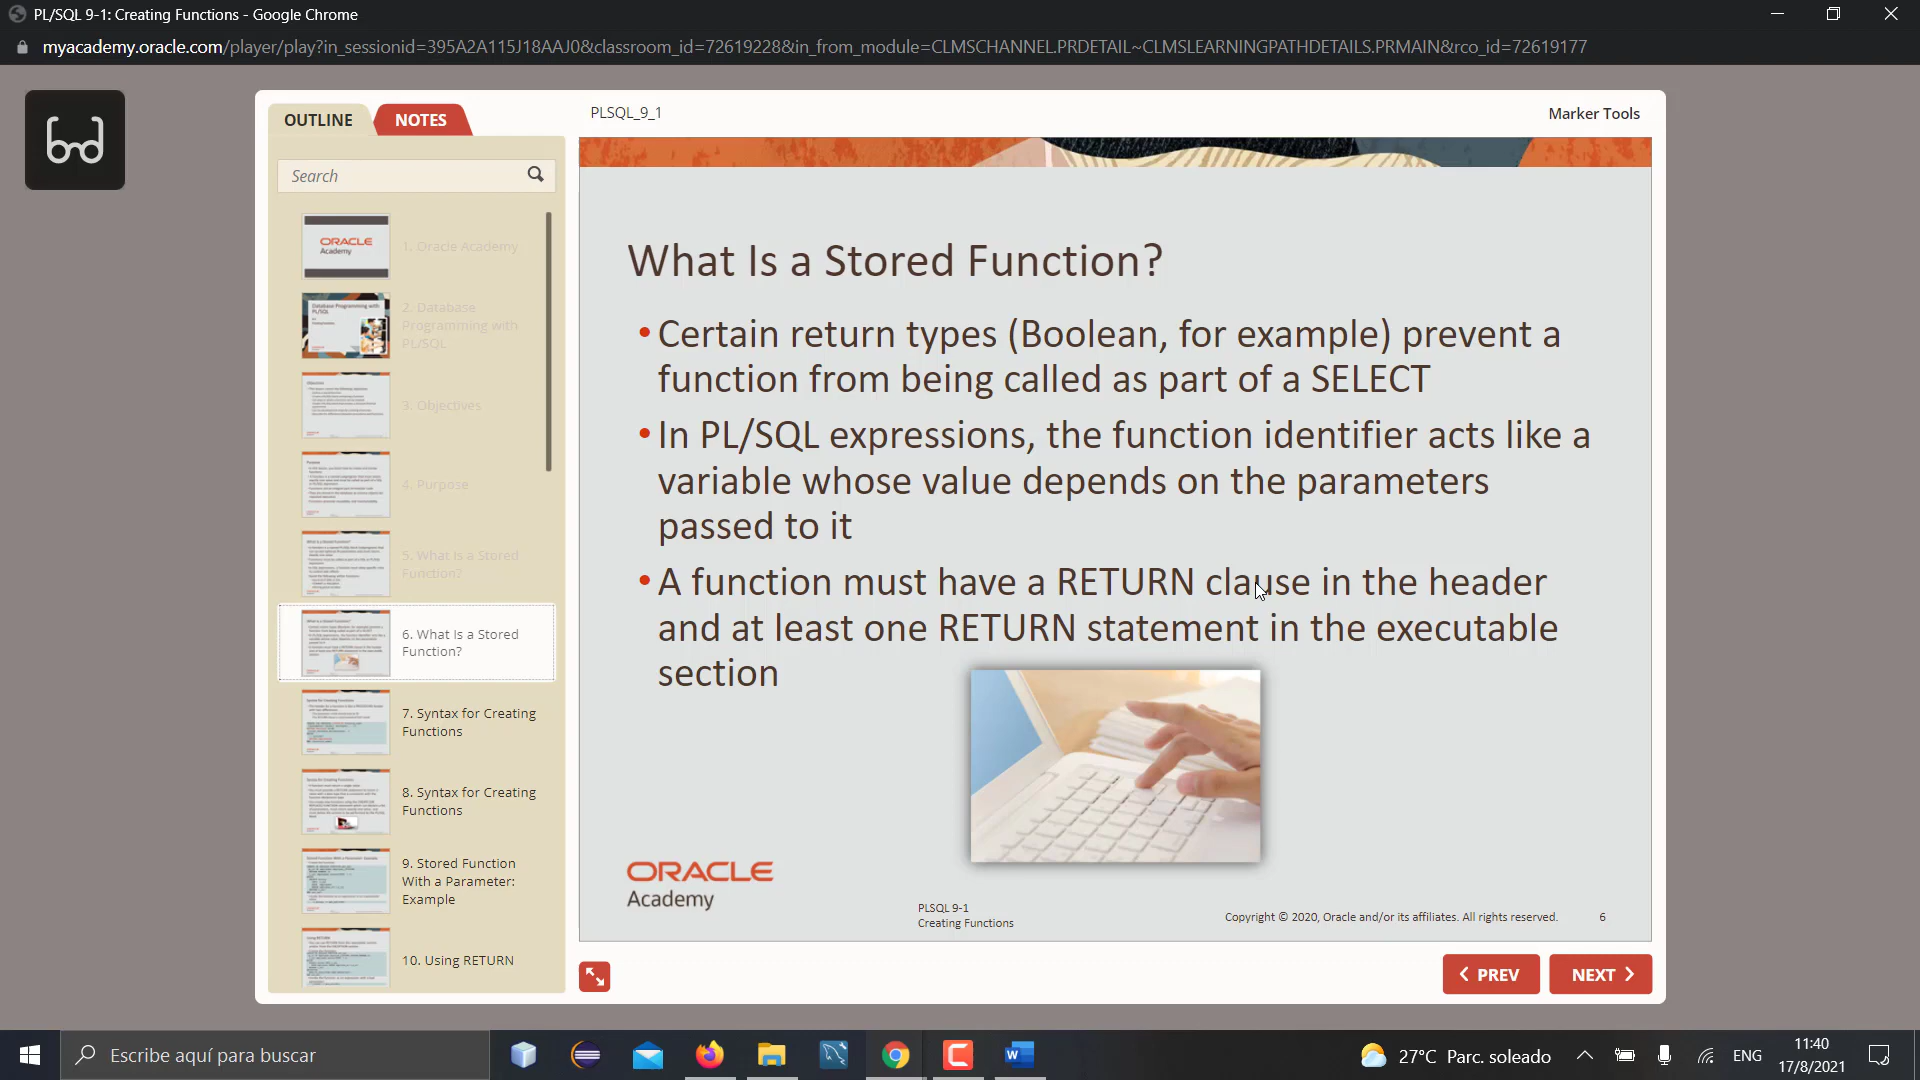 PL/SQL 9-1: Creating Functions - Google Chrome
myacademy.oracle.com/player/play?in_sessionid=395A2A115J18AAJ0&classroom_id=72619228&in_from_module=CLMSCHANNEL.PRDETAIL~CLMSLEARNINGPATHDETAILS.PRMAIN&rco_id=72619177
OUTLINE
NOTES
PLSQL_9_1
Marker Tools
Search
ORACLE
Academy
1. Oracle Academy
Database Programming with
PL/SQL
2. Database
Programming with
PL/SQL
3. Objectives
4. Purpose
5. What Is a Stored
Function?
6. What Is a Stored
Function?
7. Syntax for Creating
Functions
8. Syntax for Creating
Functions
9. Stored Function
With a Parameter:
Example
10. Using RETURN
What Is a Stored Function?
•Certain return types (Boolean, for example) prevent a
function from being called as part of a SELECT
•In PL/SQL expressions, the function identifier acts like a
variable whose value depends on the parameters
passed to it
•A function must have a RETURN clause in the header
and at least one RETURN statement in the executable
section
ORACLE
Academy
PLSQL 9-1
Creating Functions
Copyright © 2020, Oracle and/or its affiliates. All rights reserved.
6
PREV
NEXT
Escribe aquí para buscar
27°C Parc. soleado
ENG
11:40
17/8/2021